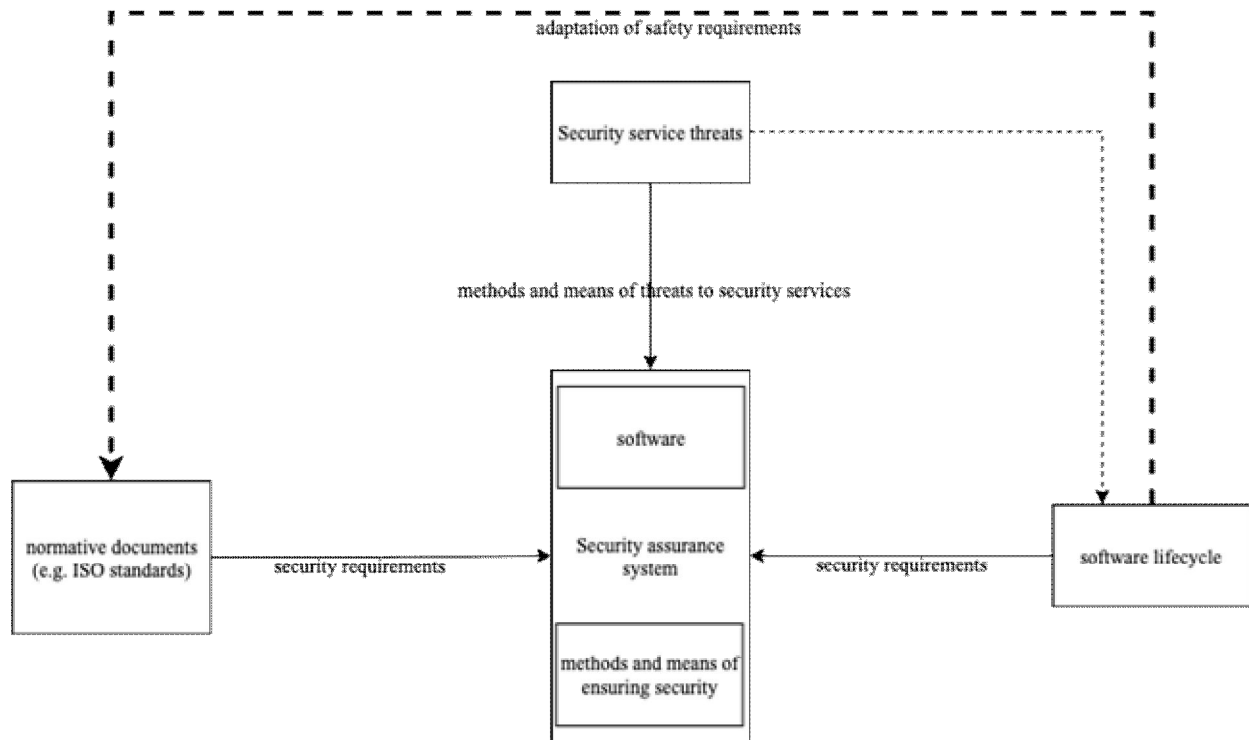 adaptation of safety requirements
Security service threats
methods and means of threats to security services
software
normative documents
(e.g. ISO standards)
security requirements
Security assurance
system
security requirements
software lifecycle
methods and means of
ensuring security